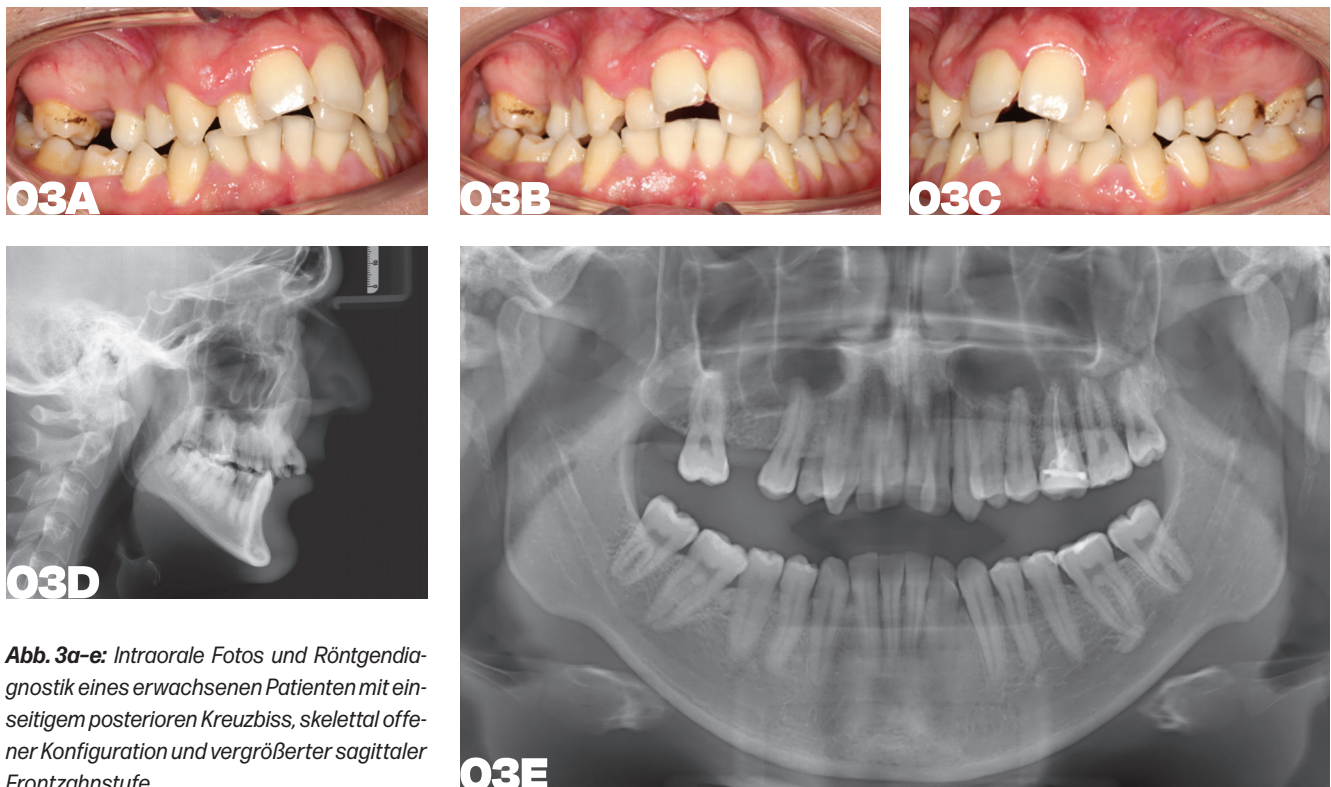 03A
03B
03C
03D
03E
Abb. 3a–e: Intraorale Fotos und Röntgendia-
gnostik eines erwachsenen Patienten mit ein-
seitigem posterioren Kreuzbiss, skelettal offe-
ner Konfiguration und vergrößerter sagittaler
Frontzahnstufe.